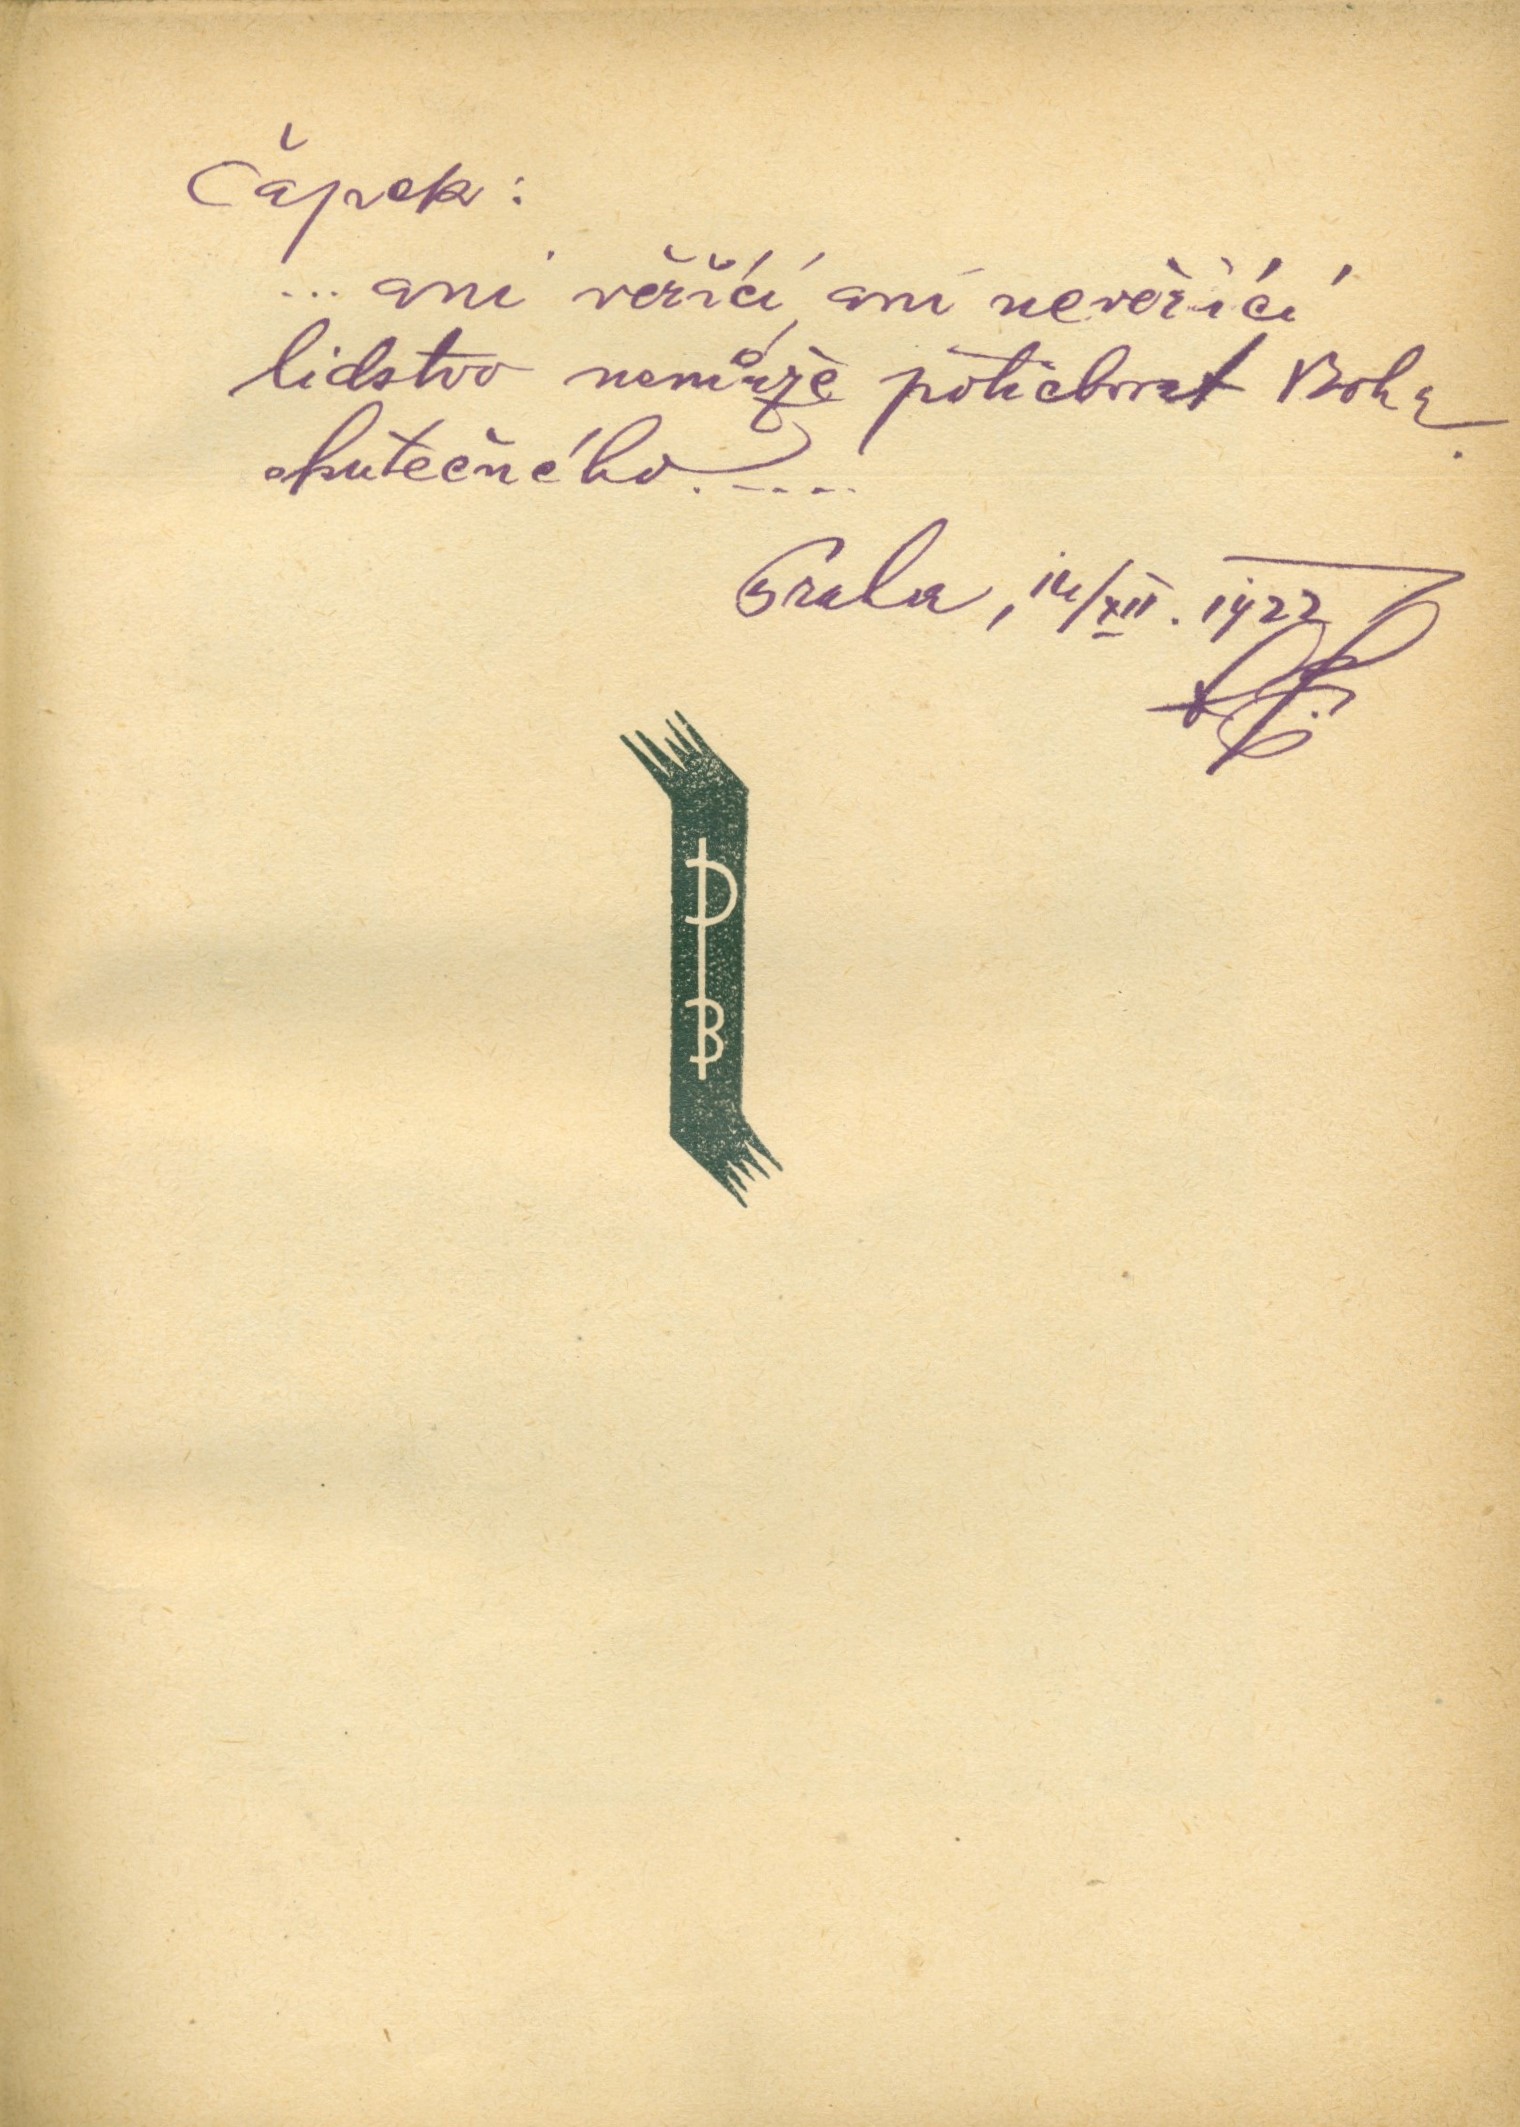 Čapek:
... ani věřící, ani nevěřící
lidstvo nemůže potřebovat Boha
skutečného.....
Praha, 14/XII. 1922
D
B